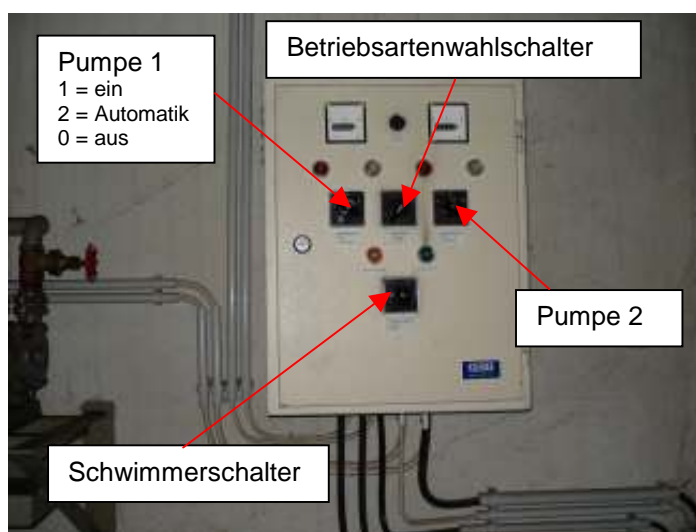 Betriebsartenwahlschalter
Pumpe 1
1 = ein
2 = Automatik
0 = aus
Pumpe 2
Schwimmerschalter